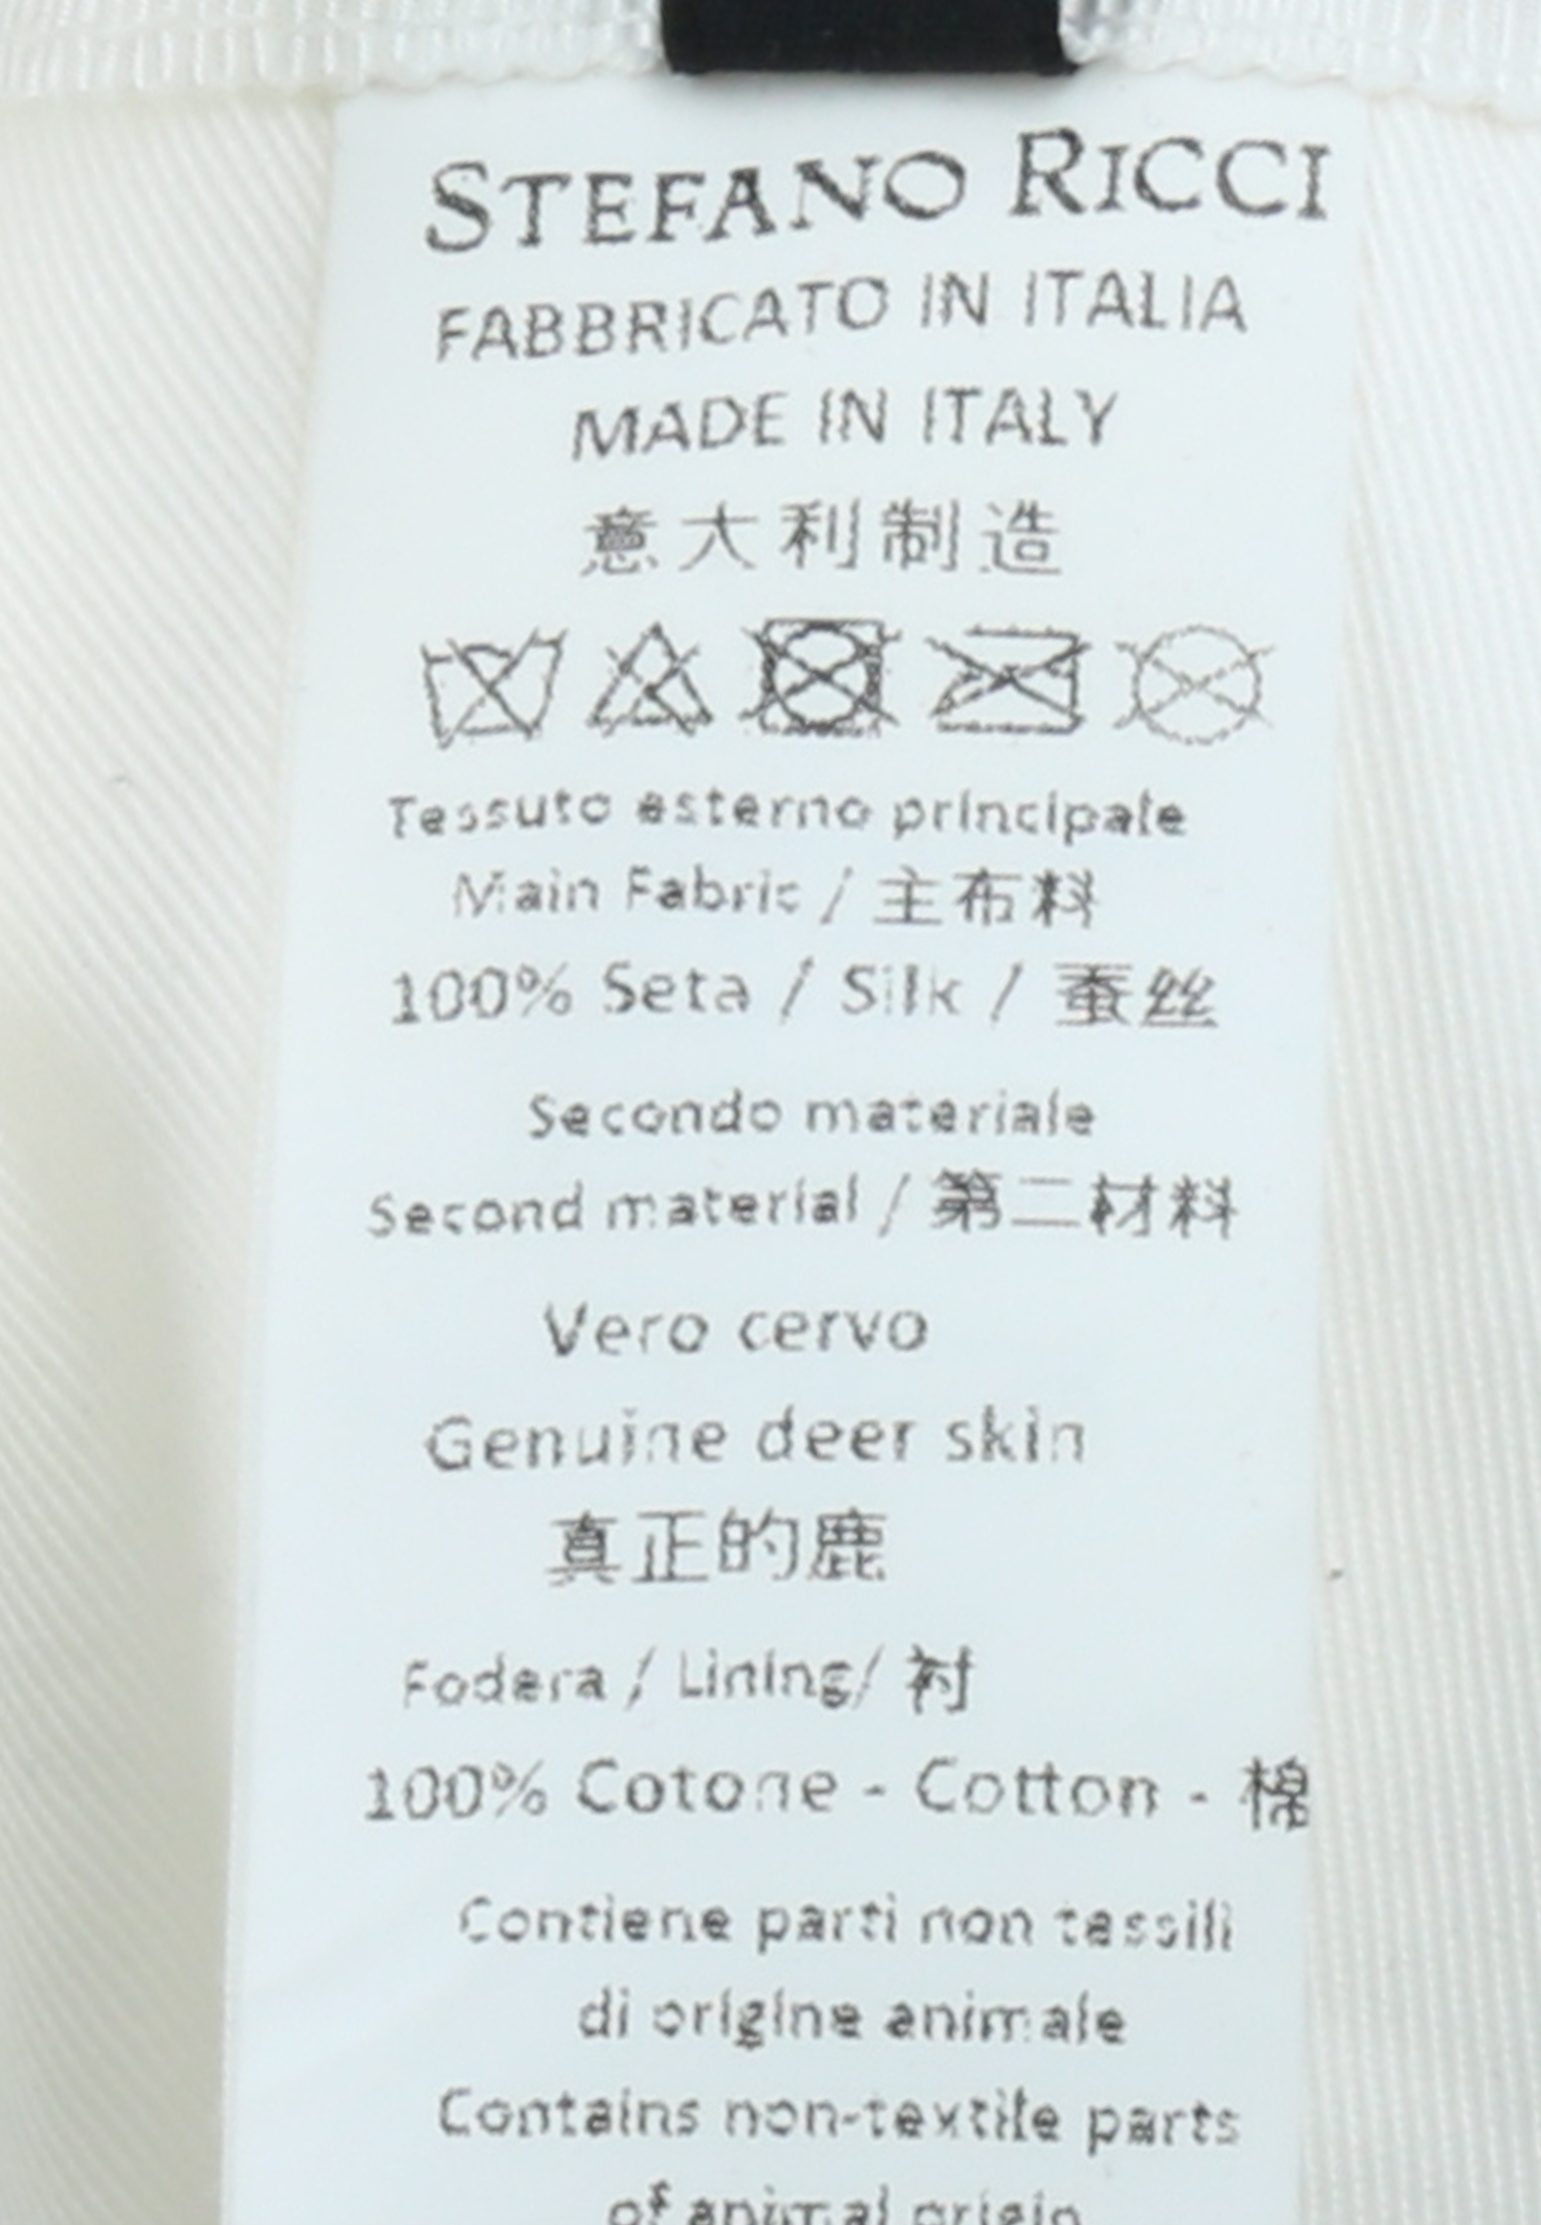 STEFANO RICCI
FABBRICATO IN ITALIA
MADE IN ITALY
意大利制造
Tessuto esterno principale
Main Fabric / 主布料
100% Seta / Silk / 蚕丝
Secondo materiale
Second material / 第二材料
Vero cervo
Genuine deer skin
真正的鹿
Fodera / Lining/ 衬
100% Cotone - Cotton - 棉
Contiene parti non tessili
di origine animale
Contains non-textile parts
of animal origin